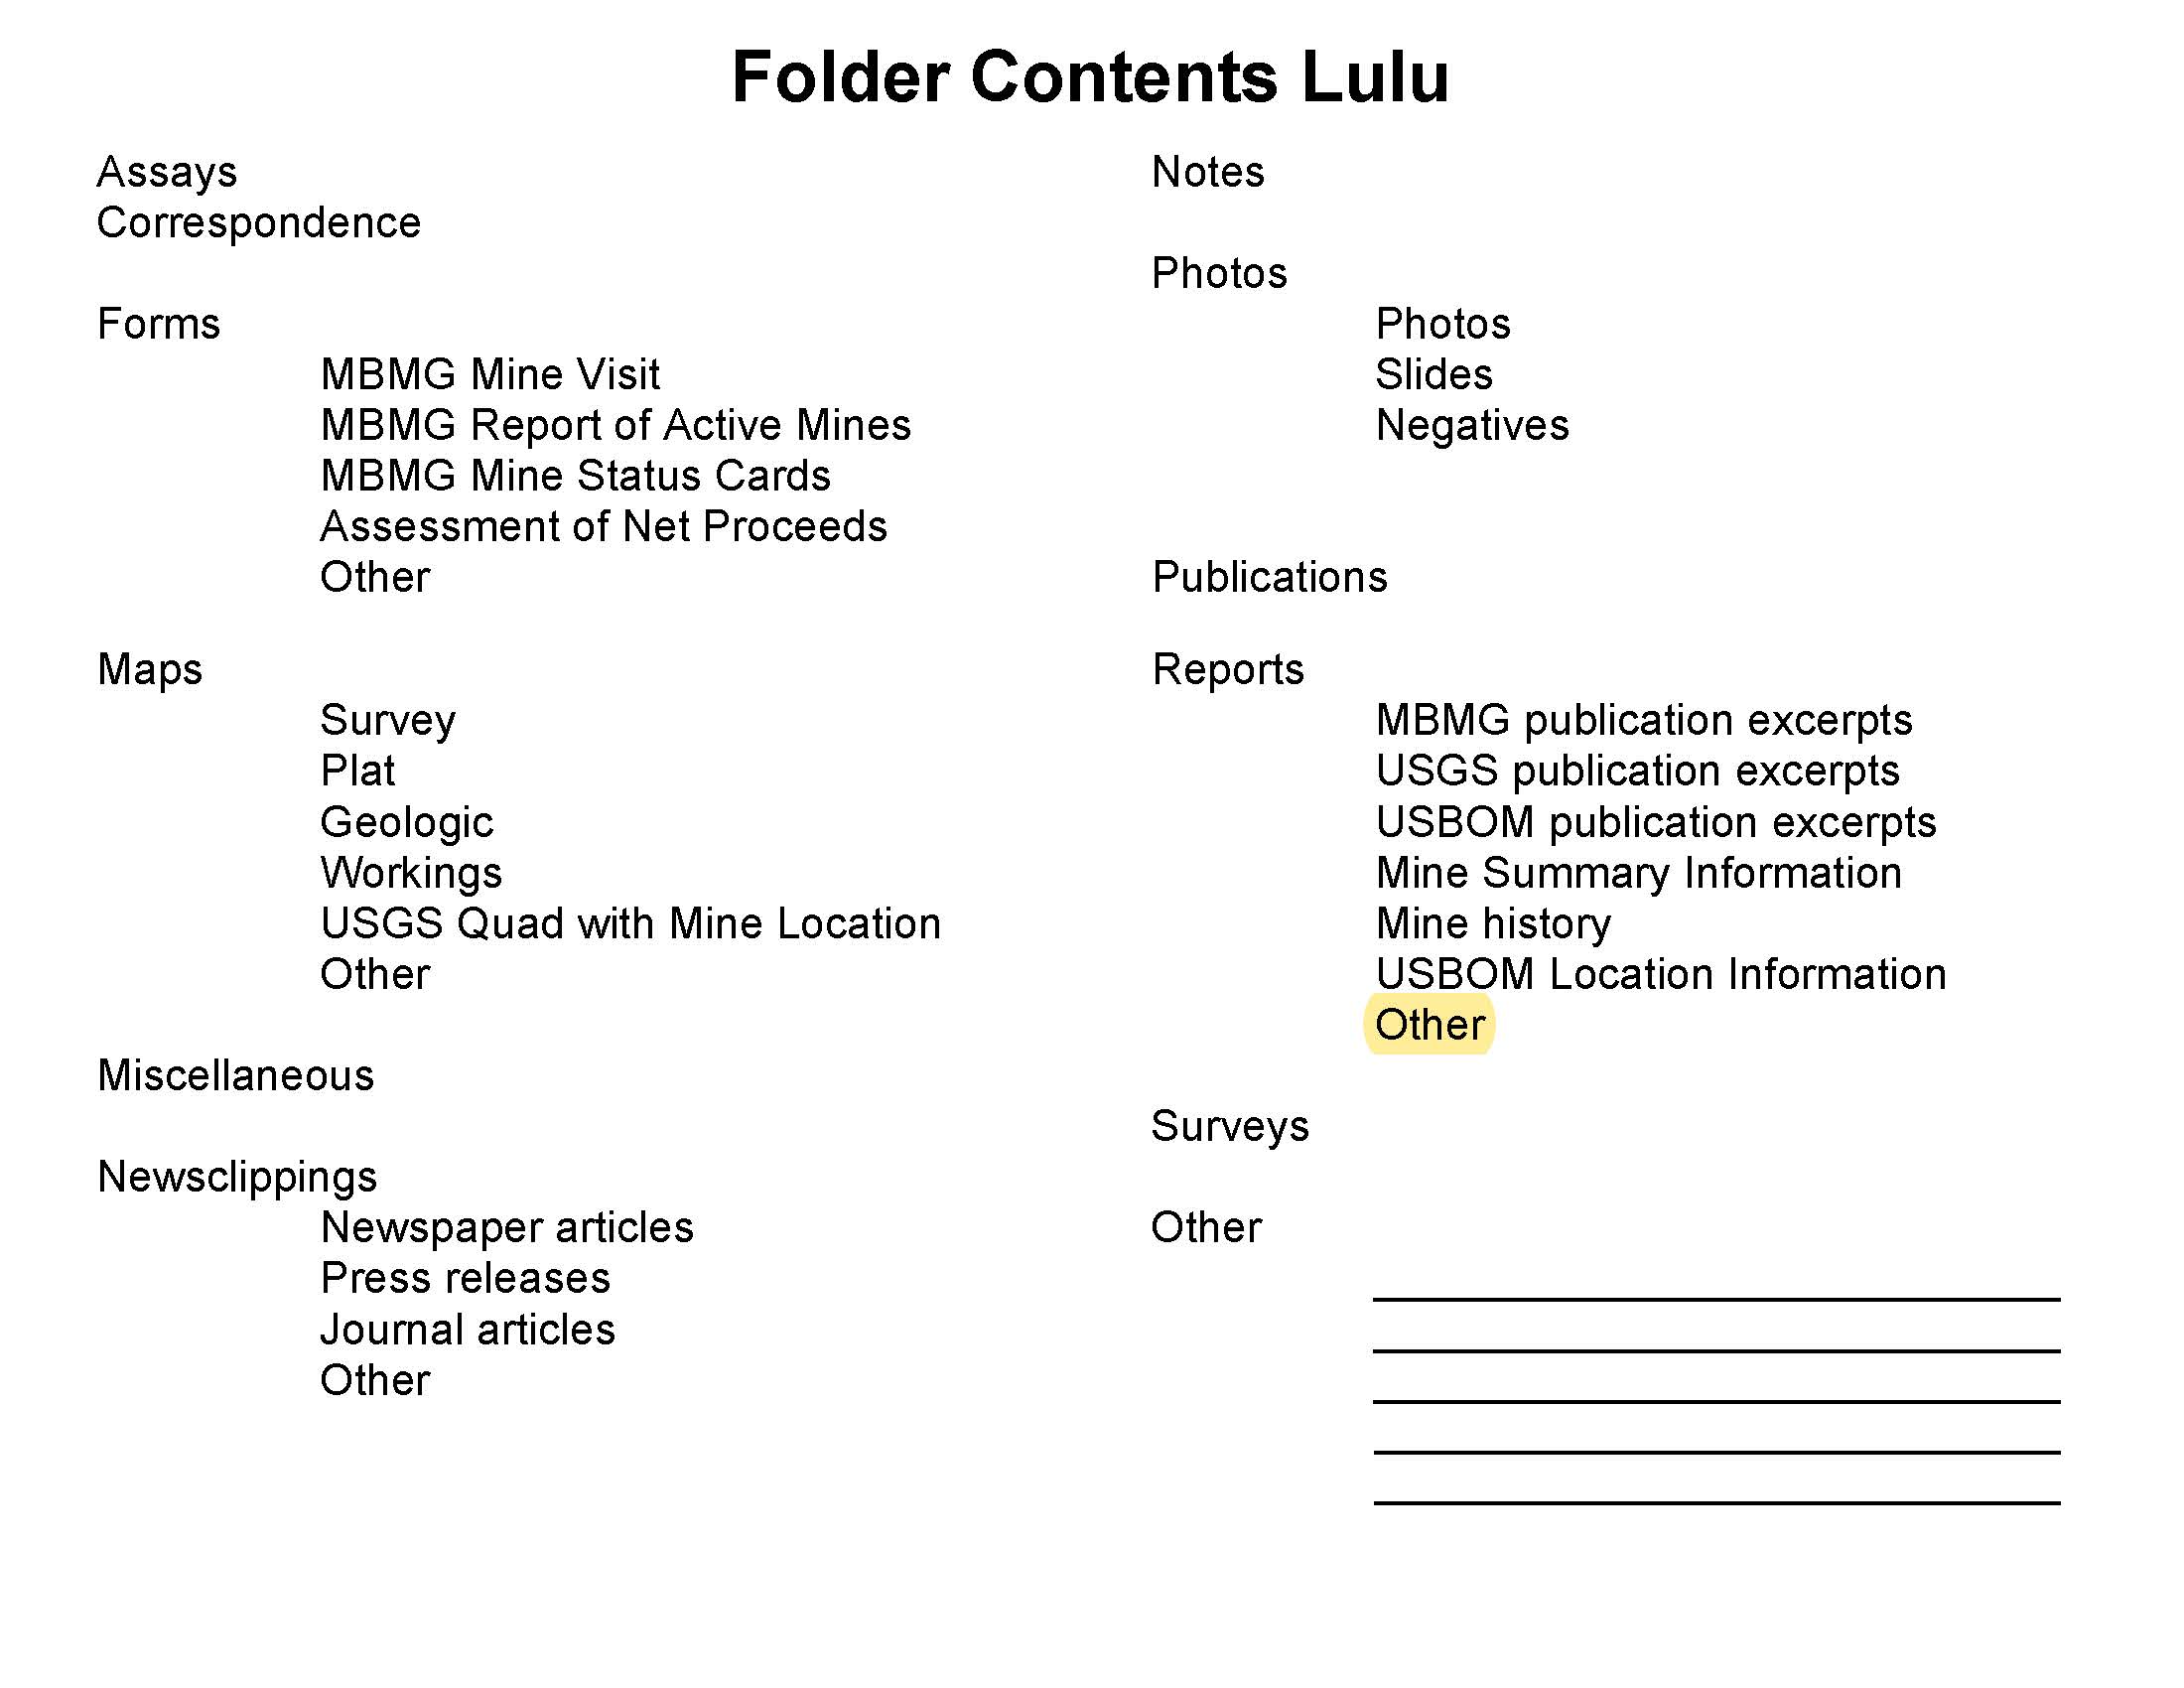 Folder Contents Lulu
Assays
Correspondence
Forms
MBMG Mine Visit
MBMG Report of Active Mines
MBMG Mine Status Cards
Assessment of Net Proceeds
Other
Maps
Survey
Plat
Geologic
Workings
USGS Quad with Mine Location
Other
Miscellaneous
Newsclippings
Newspaper articles
Press releases
Journal articles
Other
Notes
Photos
Photos
Slides
Negatives
Publications
Reports
MBMG publication excerpts
USGS publication excerpts
USBOM publication excerpts
Mine Summary Information
Mine history
USBOM Location Information
Other
Surveys
Other